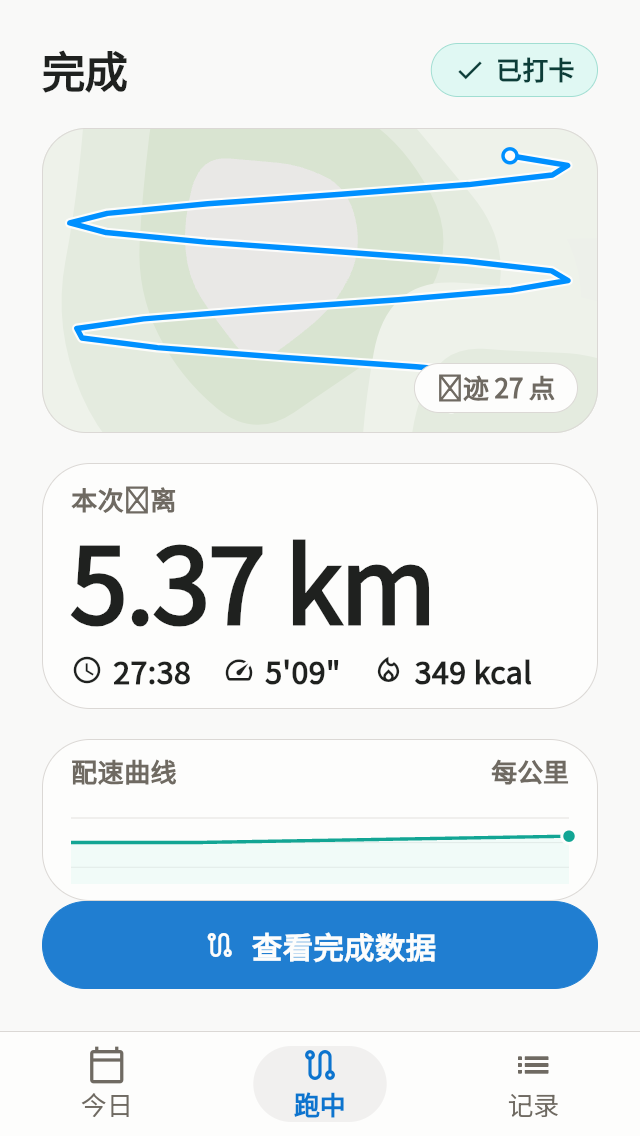 完成
已打卡
迹 27 点
本次离
5.37 km
27:38 5'09" 349 kcal
配速曲线 每公里
查看完成数据
今日 跑中 记录